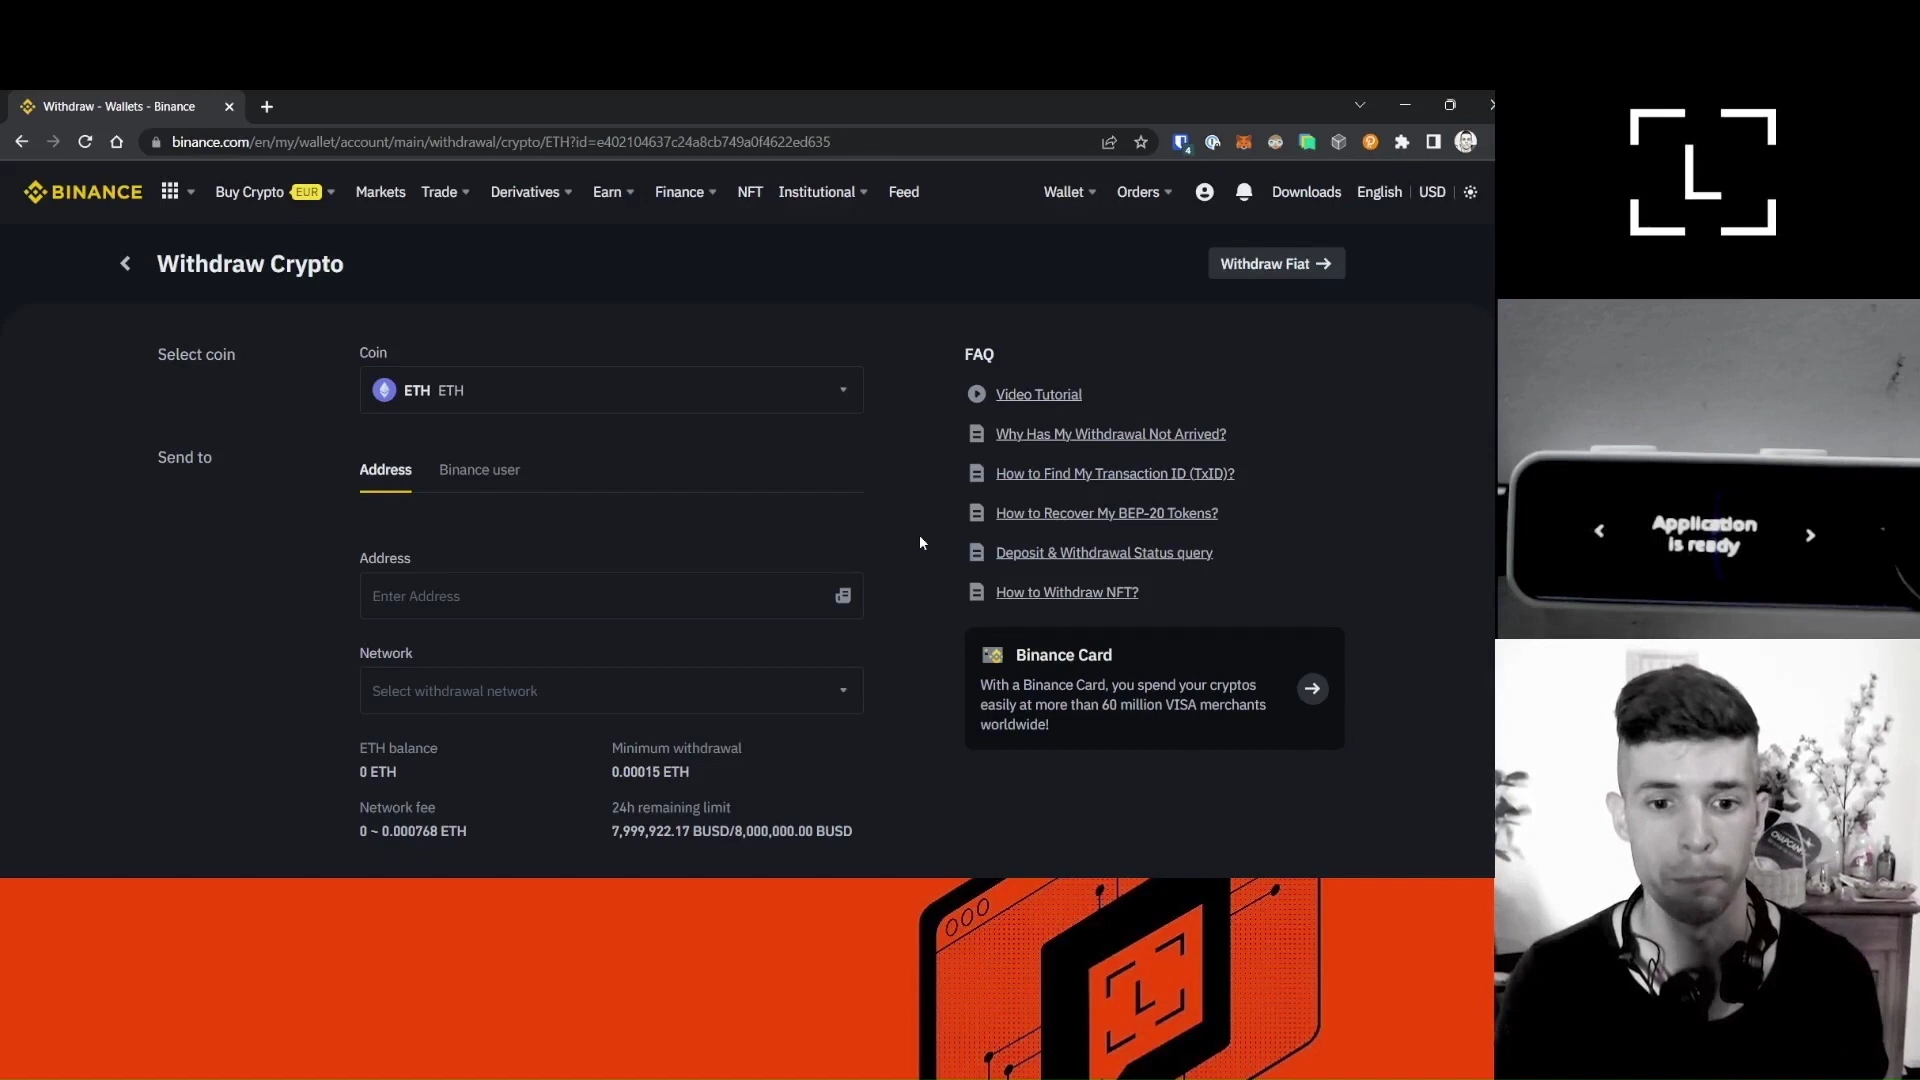 Withdraw - Wallets - Binance
binance.com/en/my/wallet/account/main/withdrawal/crypto/ETH?id=e402104637c24a8cb749a0f4622ed635
4
BINANCE
Buy Crypto EUR
Markets
Trade
Derivatives
Earn
Finance
NFT
Institutional
Feed
Wallet
Orders
Downloads
English
USD
Withdraw Crypto
Withdraw Fiat
Select coin
Coin
ETH ETH
Send to
Address
Binance user
Address
Enter Address
Network
Select withdrawal network
ETH balance
0 ETH
Minimum withdrawal
0.00015 ETH
Network fee
0 ~ 0.000768 ETH
24h remaining limit
7,999,922.17 BUSD/8,000,000.00 BUSD
FAQ
Video Tutorial
Why Has My Withdrawal Not Arrived?
How to Find My Transaction ID (TxID)?
How to Recover My BEP-20 Tokens?
Deposit & Withdrawal Status query
How to Withdraw NFT?
Binance Card
With a Binance Card, you spend your cryptos
easily at more than 60 million VISA merchants
worldwide!
L
Application
is ready
L